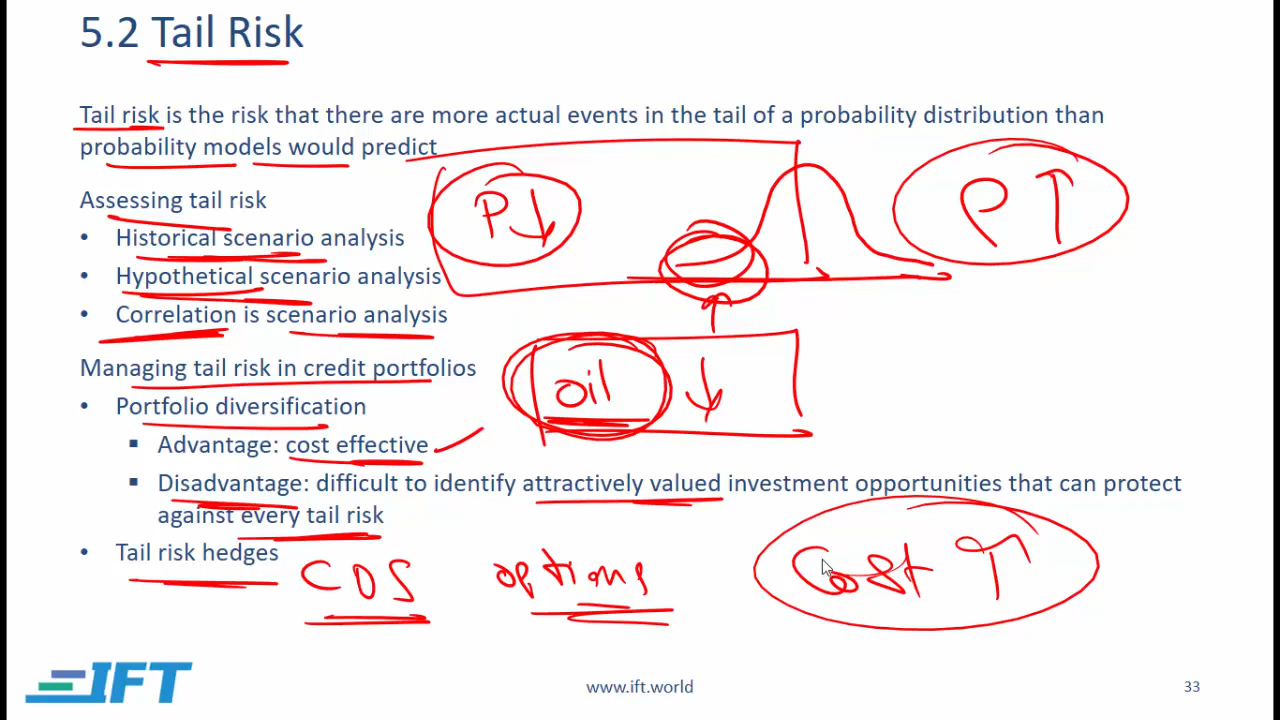 5.2 Tail Risk
Tail risk is the risk that there are more actual events in the tail of a probability distribution than
probability models would predict
P↓
P↑
Assessing tail risk
• Historical scenario analysis
• Hypothetical scenario analysis
• Correlation is scenario analysis
oil ↓
Managing tail risk in credit portfolios
• Portfolio diversification
▪ Advantage: cost effective
▪ Disadvantage: difficult to identify attractively valued investment opportunities that can protect
against every tail risk
• Tail risk hedges
CDS options Cost ↑
IFT
www.ift.world
33